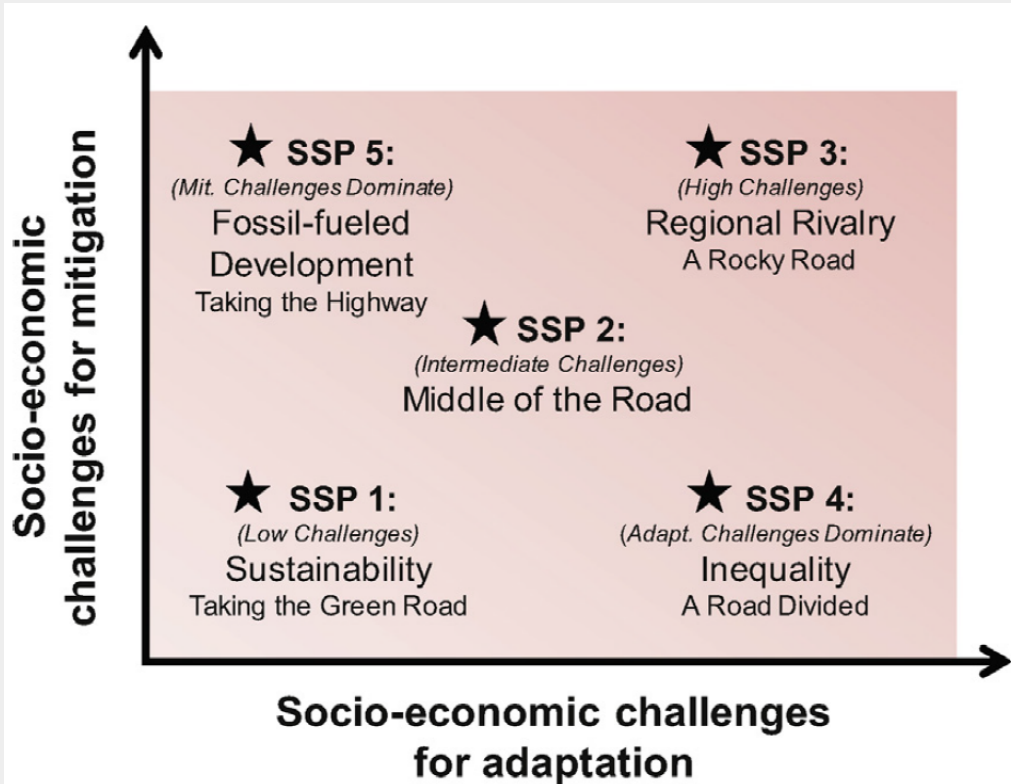 Socio-economic
challenges for mitigation
SSP 5:
(Mit. Challenges Dominate)
Fossil-fueled
Development
Taking the Highway
SSP 3:
(High Challenges)
Regional Rivalry
A Rocky Road
SSP 2:
(Intermediate Challenges)
Middle of the Road
SSP 1:
(Low Challenges)
Sustainability
Taking the Green Road
SSP 4:
(Adapt. Challenges Dominate)
Inequality
A Road Divided
Socio-economic challenges
for adaptation